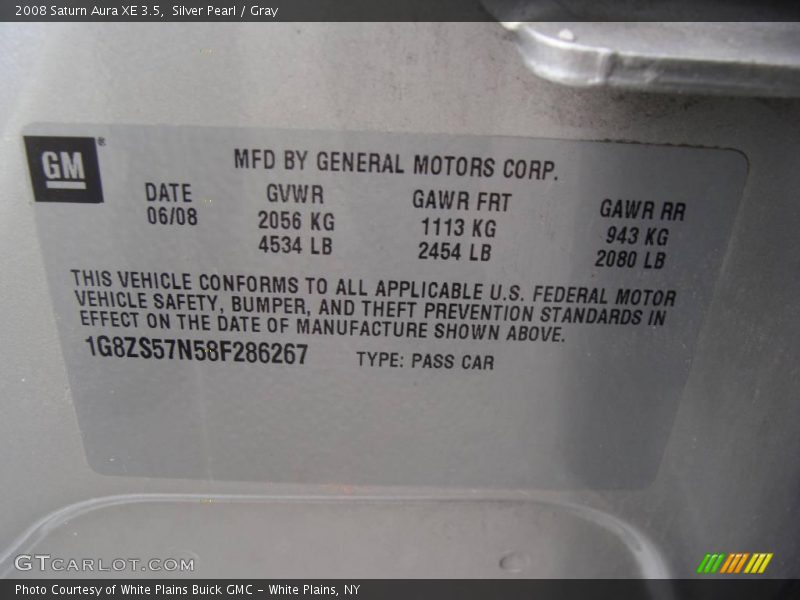 2008 Saturn Aura XE 3.5, Silver Pearl / Gray
GM®
MFD BY GENERAL MOTORS CORP.
DATE GVWR GAWR FRT GAWR RR
06/08 2056 KG 1113 KG 943 KG
4534 LB 2454 LB 2080 LB
THIS VEHICLE CONFORMS TO ALL APPLICABLE U.S. FEDERAL MOTOR
VEHICLE SAFETY, BUMPER, AND THEFT PREVENTION STANDARDS IN
EFFECT ON THE DATE OF MANUFACTURE SHOWN ABOVE.
1G8ZS57N58F286267 TYPE: PASS CAR
GTCARLOT.COM
Photo Courtesy of White Plains Buick GMC - White Plains, NY